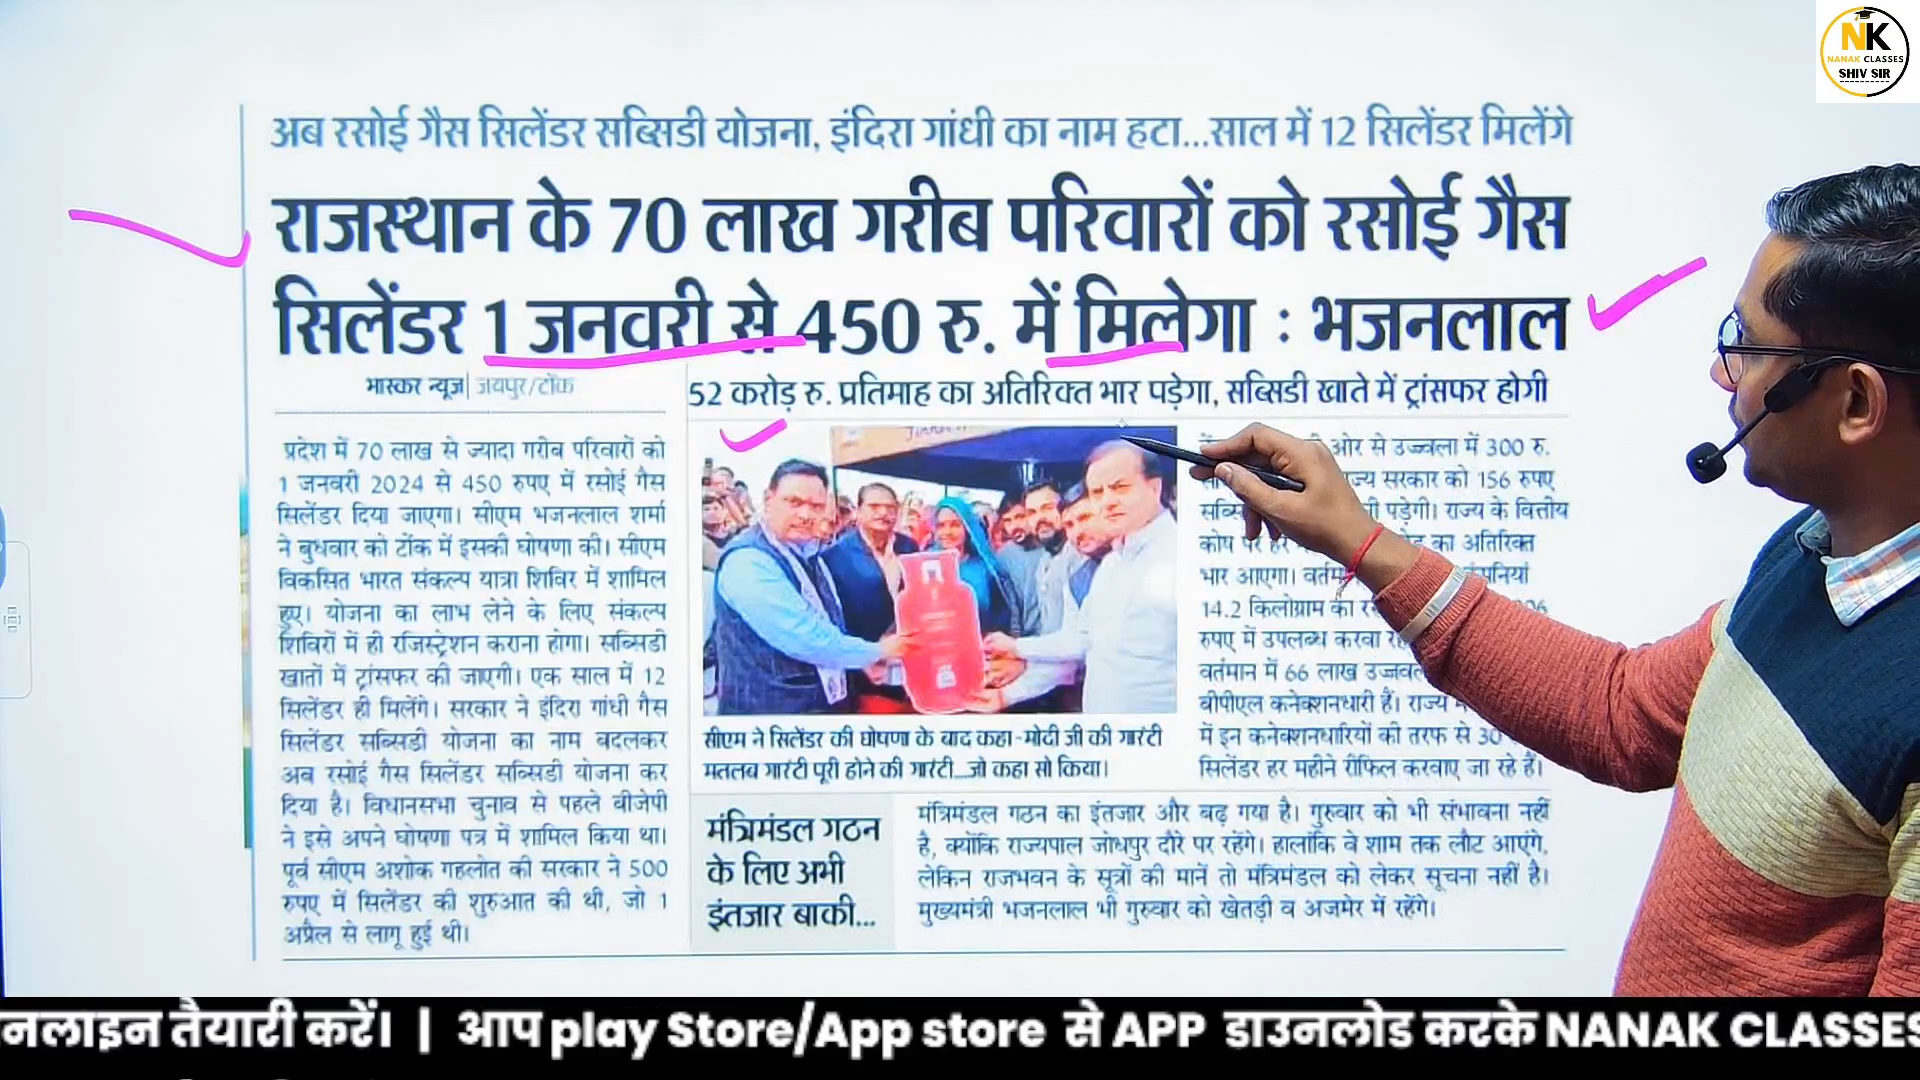 NK
NANAK CLASSES
SHIV SIR
अब रसोई गैस सिलेंडर सब्सिडी योजना, इंदिरा गांधी का नाम हटा...साल में 12 सिलेंडर मिलेंगे
राजस्थान के 70 लाख गरीब परिवारों को रसोई गैस
सिलेंडर 1 जनवरी से 450 रु. में मिलेगा : भजनलाल
भास्कर न्यूज | जयपुर/टोंक
52 करोड़ रु. प्रतिमाह का अतिरिक्त भार पड़ेगा, सब्सिडी खाते में ट्रांसफर होगी
प्रदेश में 70 लाख से ज्यादा गरीब परिवारों को
1 जनवरी 2024 से 450 रुपए में रसोई गैस
सिलेंडर दिया जाएगा। सीएम भजनलाल शर्मा
ने बुधवार को टोंक में इसकी घोषणा की। सीएम
विकसित भारत संकल्प यात्रा शिविर में शामिल
हुए। योजना का लाभ लेने के लिए संकल्प
शिविरों में ही रजिस्ट्रेशन कराना होगा। सब्सिडी
खातों में ट्रांसफर की जाएगी। एक साल में 12
सिलेंडर ही मिलेंगे। सरकार ने इंदिरा गांधी गैस
सिलेंडर सब्सिडी योजना का नाम बदलकर
अब रसोई गैस सिलेंडर सब्सिडी योजना कर
दिया है। विधानसभा चुनाव से पहले बीजेपी
ने इसे अपने घोषणा पत्र में शामिल किया था।
पूर्व सीएम अशोक गहलोत की सरकार ने 500
रुपए में सिलेंडर की शुरुआत की थी, जो 1
अप्रैल से लागू हुई थी।
सीएम ने सिलेंडर की घोषणा के बाद कहा-मोदी जी की गारंटी
मतलब गारंटी पूरी होने की गारंटी...जो कहा सो किया।
ओर से उज्ज्वला में 300 रु.
सरकार को 156 रुपए
पड़ेगी। राज्य के वित्तीय
कोष पर हर का अतिरिक्त
भार आएगा।
14.2 किलोग्राम का
रुपए में उपलब्ध करवा
वर्तमान में 66 लाख
बीपीएल कनेक्शनधारी हैं। राज्य
में इन कनेक्शनधारियों की तरफ से 30
सिलेंडर हर महीने रीफिल करवाए जा रहे हैं।
मंत्रिमंडल गठन
के लिए अभी
इंतजार बाकी...
मंत्रिमंडल गठन का इंतजार और बढ़ गया है। गुरुवार को भी संभावना नहीं
है, क्योंकि राज्यपाल जोधपुर दौरे पर रहेंगे। हालांकि वे शाम तक लौट आएंगे,
लेकिन राजभवन के सूत्रों की मानें तो मंत्रिमंडल को लेकर सूचना नहीं है।
मुख्यमंत्री भजनलाल भी गुरुवार को खेतड़ी व अजमेर में रहेंगे।
नलाइन तैयारी करें। | आप play Store/App store से APP डाउनलोड करके NANAK CLASSES